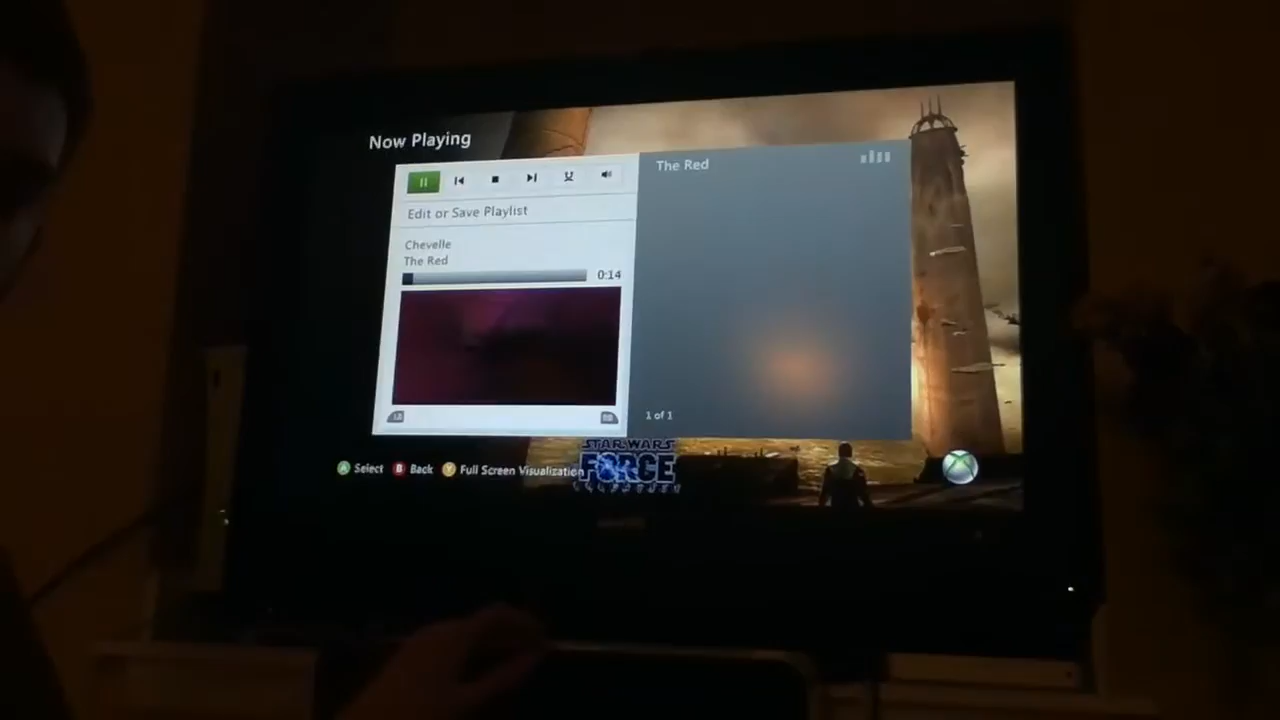 Now Playing
Edit or Save Playlist
Chevelle
The Red
0:14
The Red
1 of 1
STAR WARS
FORCE
A Select B Back Y Full Screen Visualization